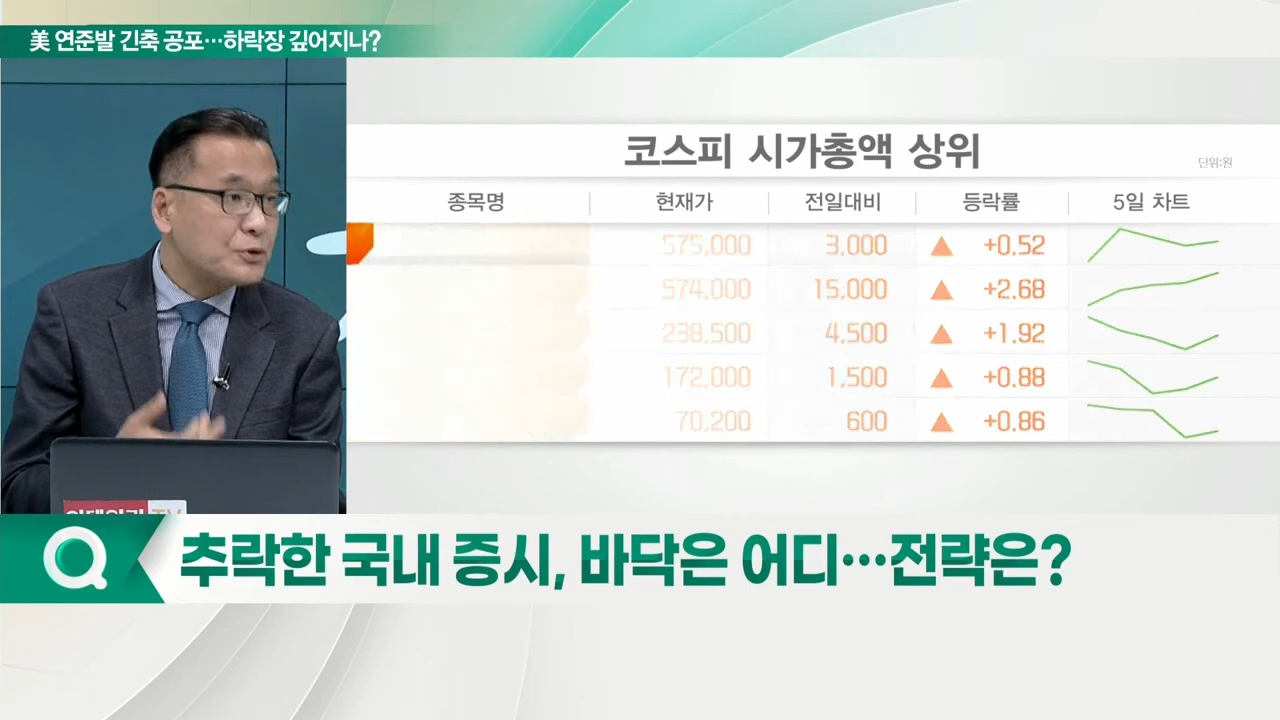 美 연준발 긴축 공포…하락장 깊어지나?
코스피 시가총액 상위
단위:원
종목명 현재가 전일대비 등락률 5일 차트
575,000 3,000 ▲ +0.52
574,000 15,000 ▲ +2.68
238,500 4,500 ▲ +1.92
172,000 1,500 ▲ +0.88
70,200 600 ▲ +0.86
추락한 국내 증시, 바닥은 어디…전략은?